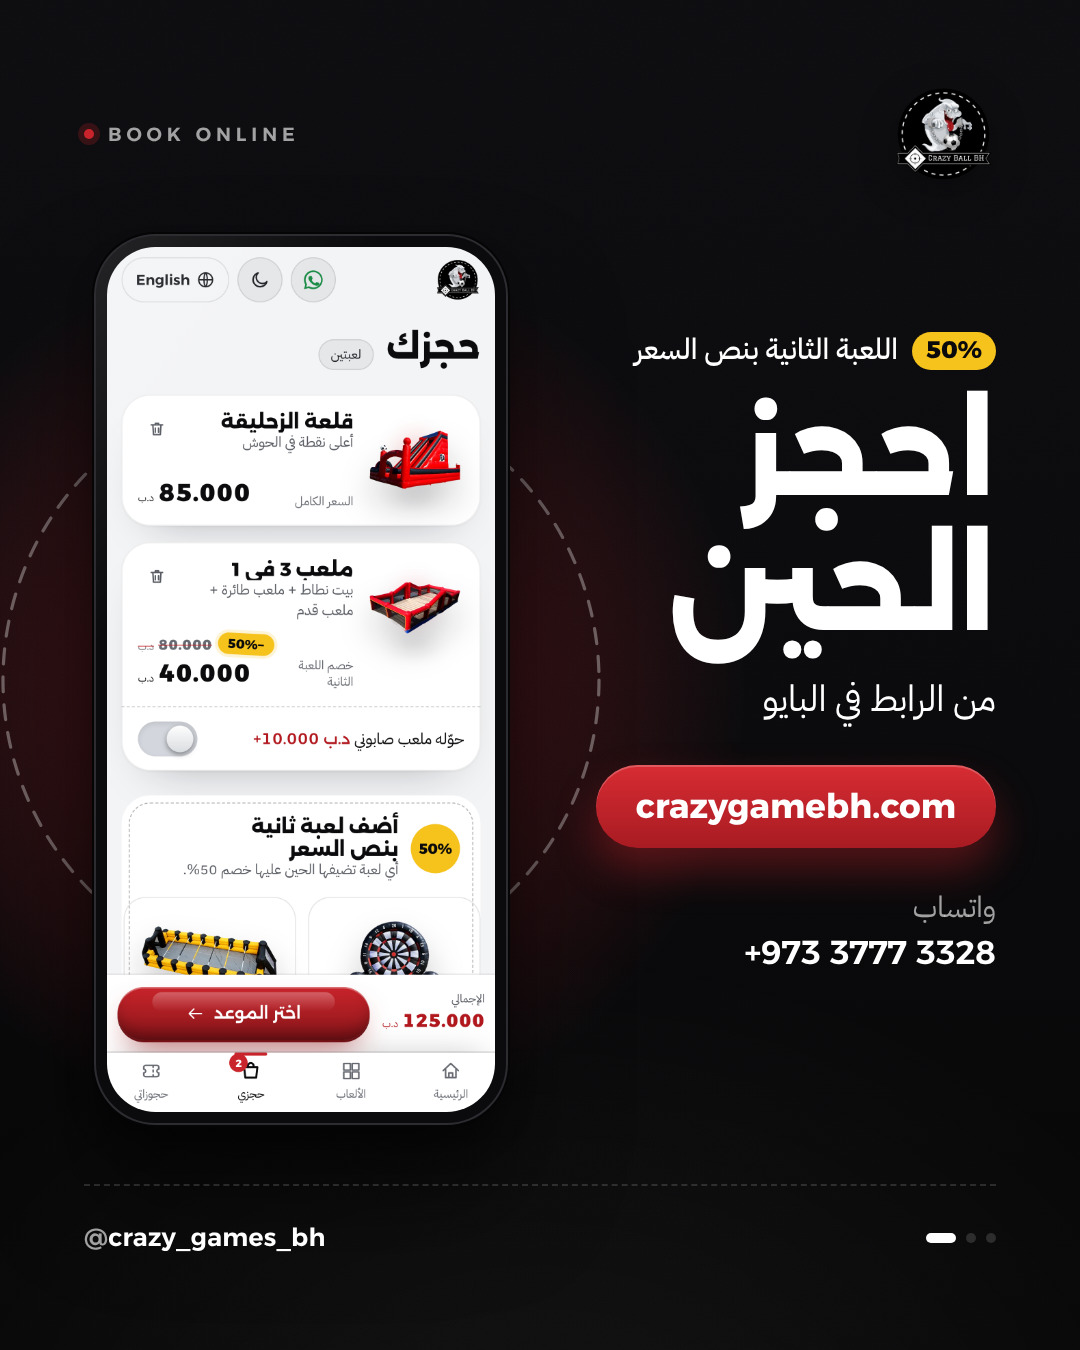 BOOK ONLINE
CRAZY BALL BH
50% اللعبة الثانية بنص السعر
احجز
الحين
من الرابط في البايو
crazygamebh.com
واتساب
+973 3777 3328
English
حجزك
لعبتين
قلعة الزحليقة
أعلى نقطة في الحوش
السعر الكامل
85.000 د.ب
ملعب 3 في 1
بيت نطاط + ملعب طائرة +
ملعب قدم
80.000 د.ب
-50%
خصم اللعبة
الثانية
40.000 د.ب
حوّله ملعب صابوني +10.000 د.ب
50%
أضف لعبة ثانية
بنص السعر
أي لعبة تضيفها الحين عليها خصم 50%.
الإجمالي
125.000 د.ب
اختر الموعد ←
الرئيسية
الألعاب
2
حجزي
حجوزاتي
@crazy_games_bh